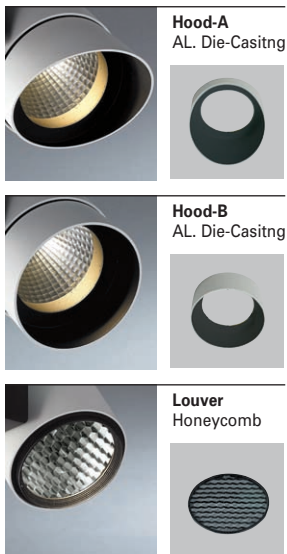 Hood-A
AL. Die-Casitng
Hood-B
AL. Die-Casitng
Louver
Honeycomb